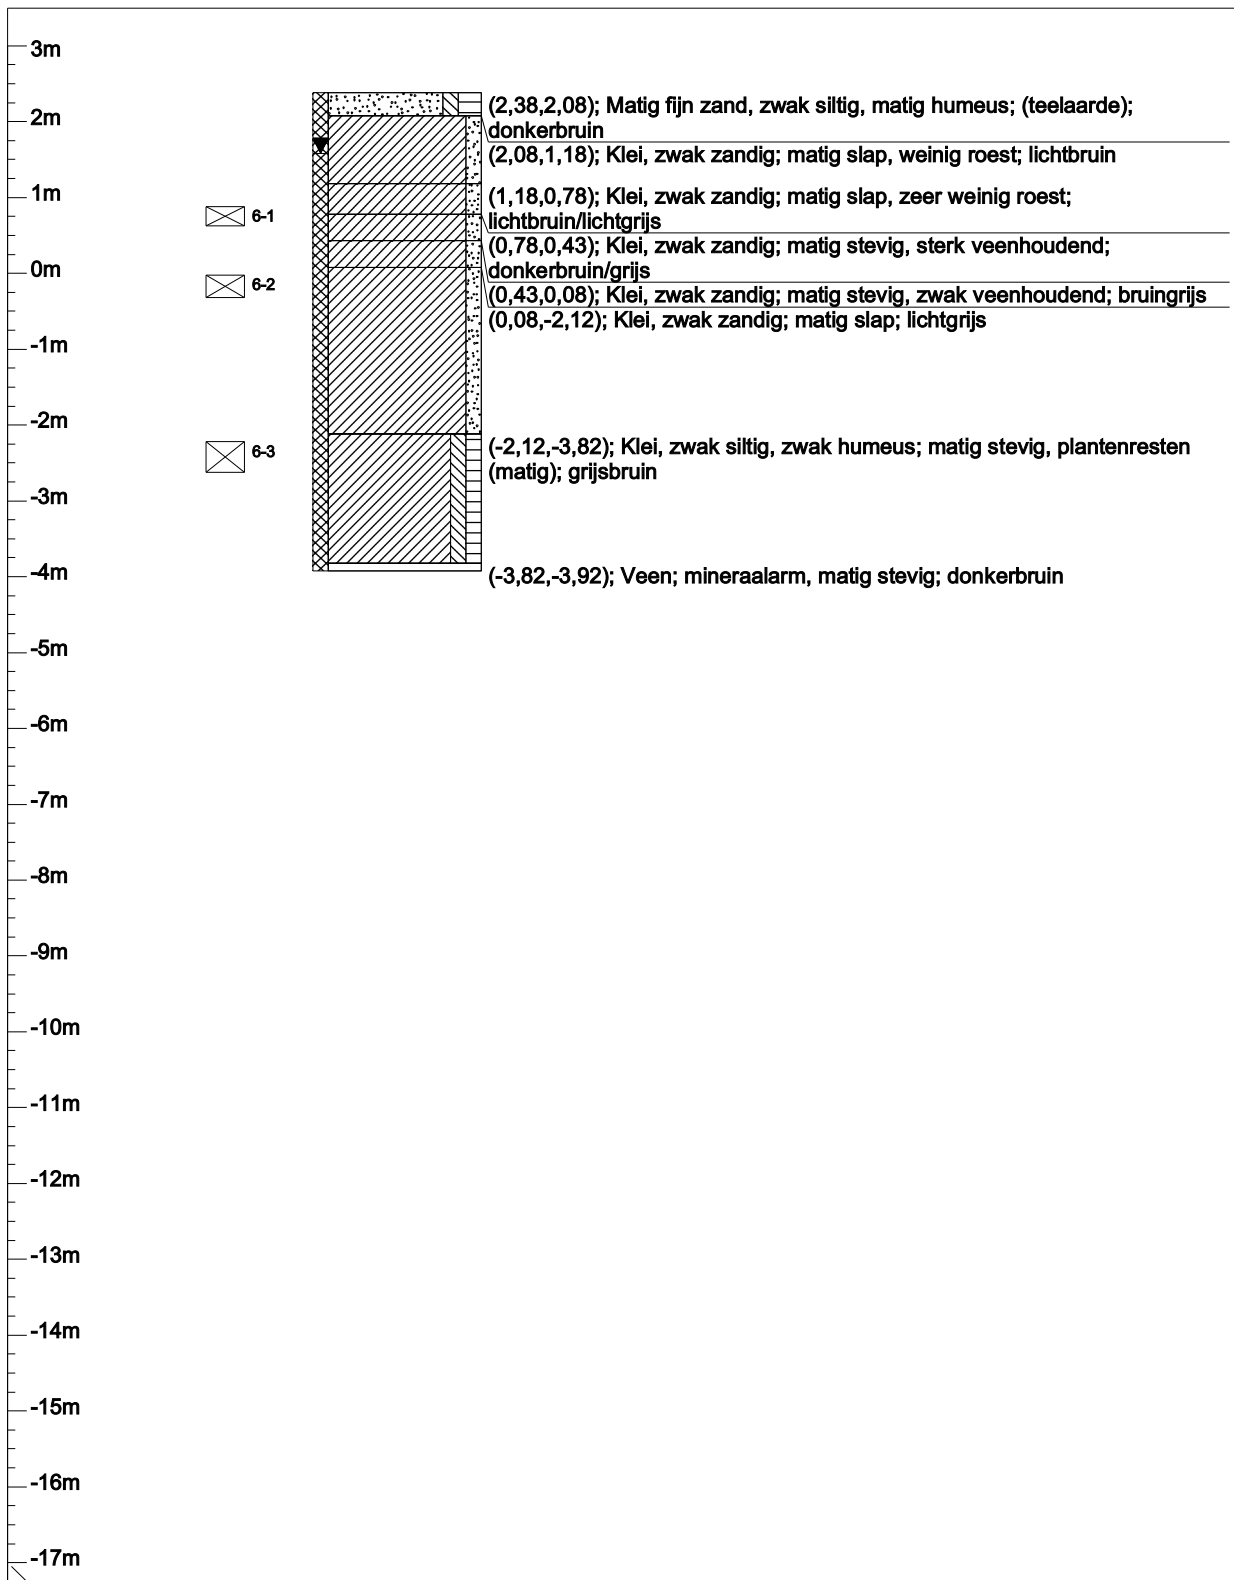 3m
(2,38,2,08); Matig fijn zand, zwak siltig, matig humeus; (teelaarde);
donkerbruin
2m
(2,08,1,18); Klei, zwak zandig; matig slap, weinig roest; lichtbruin
1m
(1,18,0,78); Klei, zwak zandig; matig slap, zeer weinig roest;
lichtbruin/lichtgrijs
6-1
(0,78,0,43); Klei, zwak zandig; matig stevig, sterk veenhoudend;
donkerbruin/grijs
0m
6-2
(0,43,0,08); Klei, zwak zandig; matig stevig, zwak veenhoudend; bruingrijs
(0,08,-2,12); Klei, zwak zandig; matig slap; lichtgrijs
-1m
-2m
(-2,12,-3,82); Klei, zwak siltig, zwak humeus; matig stevig, plantenresten
(matig); grijsbruin
6-3
-3m
-4m
(-3,82,-3,92); Veen; mineraalarm, matig stevig; donkerbruin
-5m
-6m
-7m
-8m
-9m
-10m
-11m
-12m
-13m
-14m
-15m
-16m
-17m